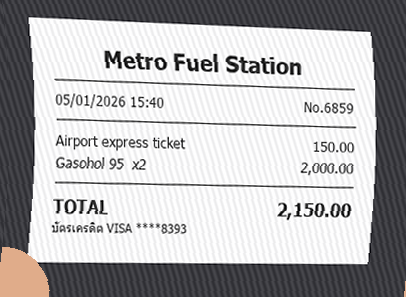 Metro Fuel Station
05/01/2026 15:40 No.6859
Airport express ticket 150.00
Gasohol 95 x2 2,000.00
TOTAL 2,150.00
บัตรเครดิต VISA ****8393